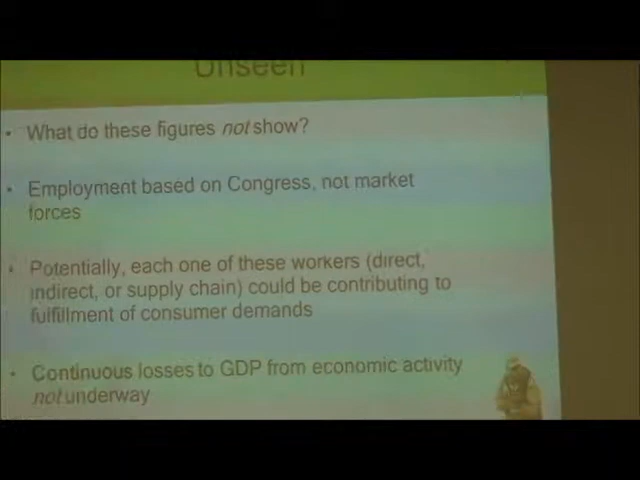 Unseen
• What do these figures not show?
• Employment based on Congress, not market
forces
• Potentially, each one of these workers (direct,
indirect, or supply chain) could be contributing to
fulfillment of consumer demands
• Continuous losses to GDP from economic activity
not underway